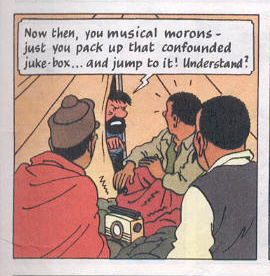 Now then, you musical morons -
just you pack up that confounded
juke-box... and jump to it! Understand?